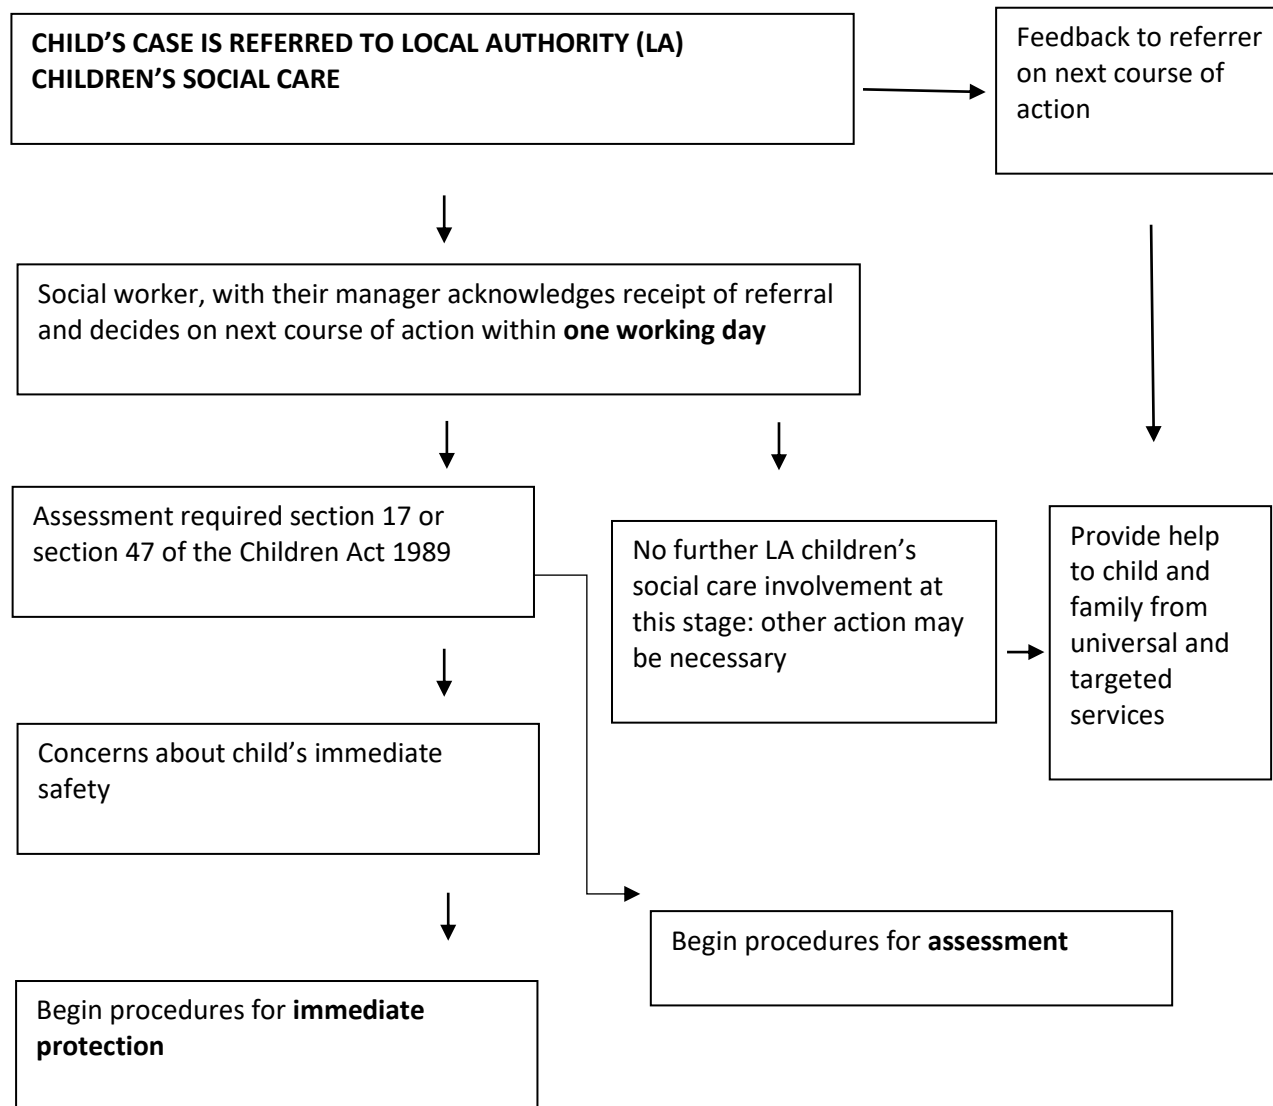 CHILD’S CASE IS REFERRED TO LOCAL AUTHORITY (LA)
CHILDREN’S SOCIAL CARE
Feedback to referrer
on next course of
action
Social worker, with their manager acknowledges receipt of referral
and decides on next course of action within one working day
Assessment required section 17 or
section 47 of the Children Act 1989
No further LA children’s
social care involvement at
this stage: other action may
be necessary
Provide help
to child and
family from
universal and
targeted
services
Concerns about child’s immediate
safety
Begin procedures for assessment
Begin procedures for immediate
protection